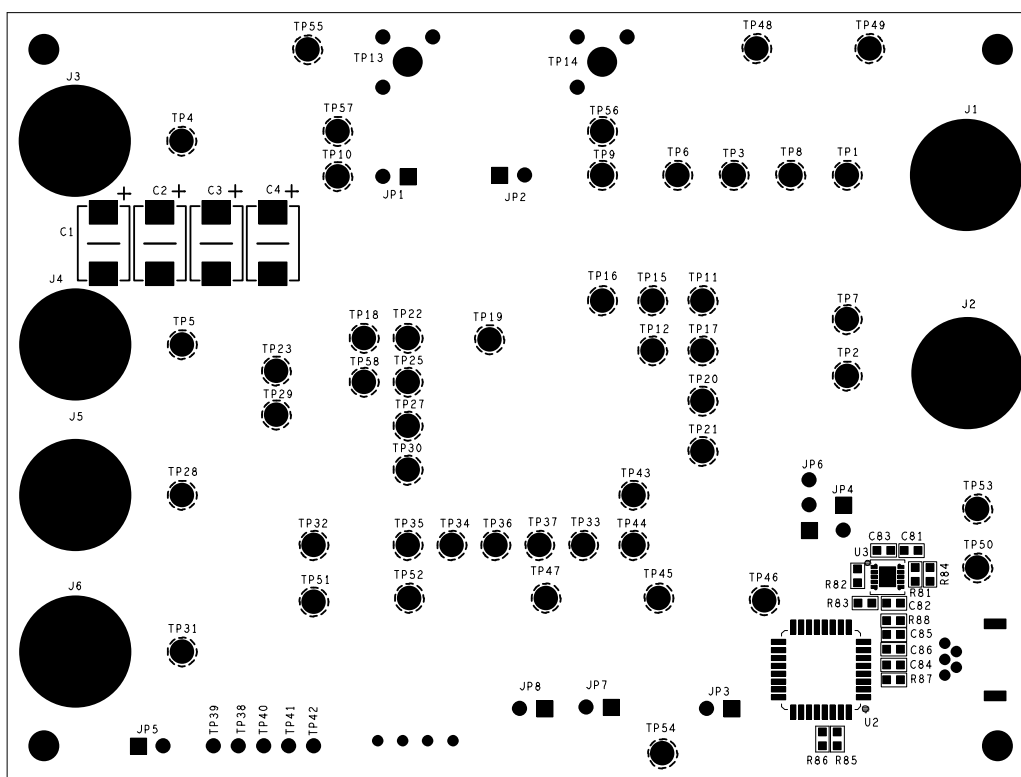 TP55
TP48
TP49
TP13
TP14
J3
TP4
TP57
TP56
J1
TP10
TP9
TP6
TP3
TP8
TP1
JP1
JP2
+
+
+
+
C2
C3
C4
C1
J4
TP16
TP15
TP11
TP7
TP5
TP18
TP22
TP19
TP12
TP17
J2
TP23
TP58
TP25
TP2
TP29
TP20
J5
TP27
TP21
TP30
TP28
TP43
JP6
JP4
TP53
TP32
TP35
TP34
TP36
TP37
TP33
TP44
C83
C81
U3
TP50
J6
TP51
TP52
TP47
TP45
TP46
R82
R84
R81
R83
C82
R88
TP31
C85
C86
C84
R87
JP8
JP7
JP3
U2
JP5
TP39
TP38
TP40
TP41
TP42
TP54
R86
R85